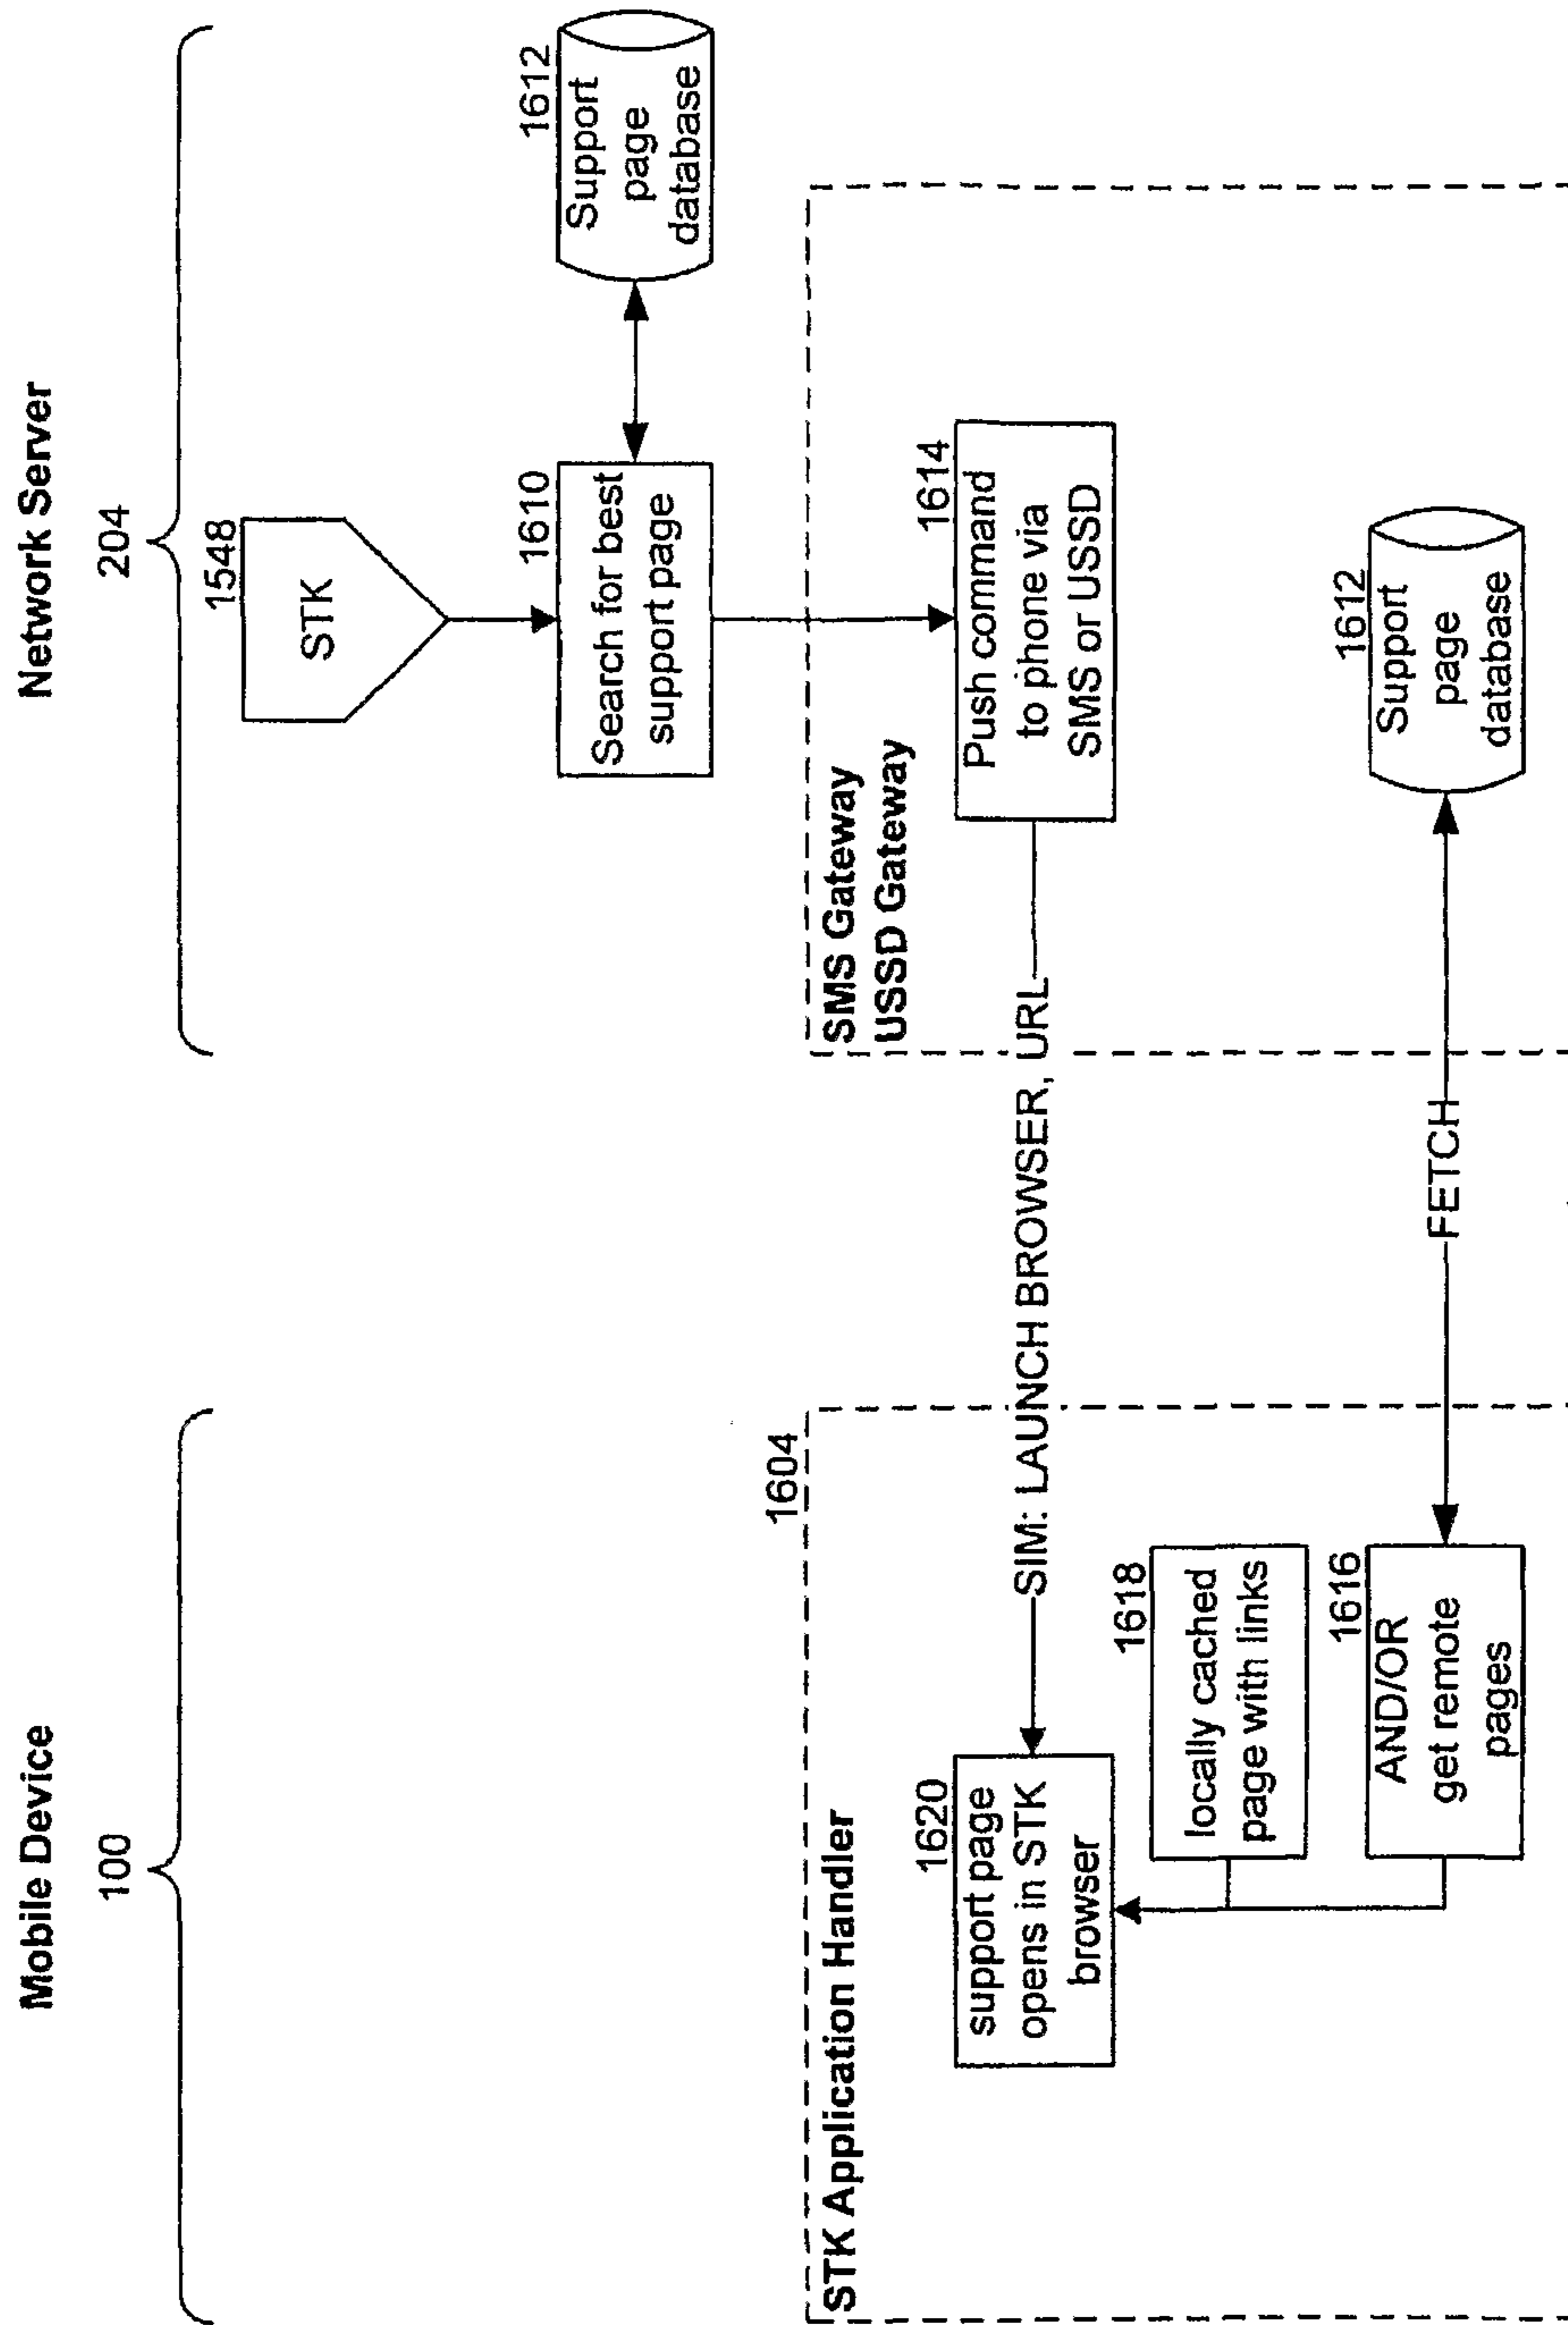 Mobile Device
100
Network Server
204
1548
STK
1610
Search for best
support page
1612
Support
page
database
1604
STK Application Handler
SMS Gateway
USSD Gateway
1620
support page
opens in STK
browser
SIM: LAUNCH BROWSER, URL
1614
Push command
to phone via
SMS or USSD
1618
locally cached
page with links
1616
AND/OR
get remote
pages
FETCH
1612
Support
page
database